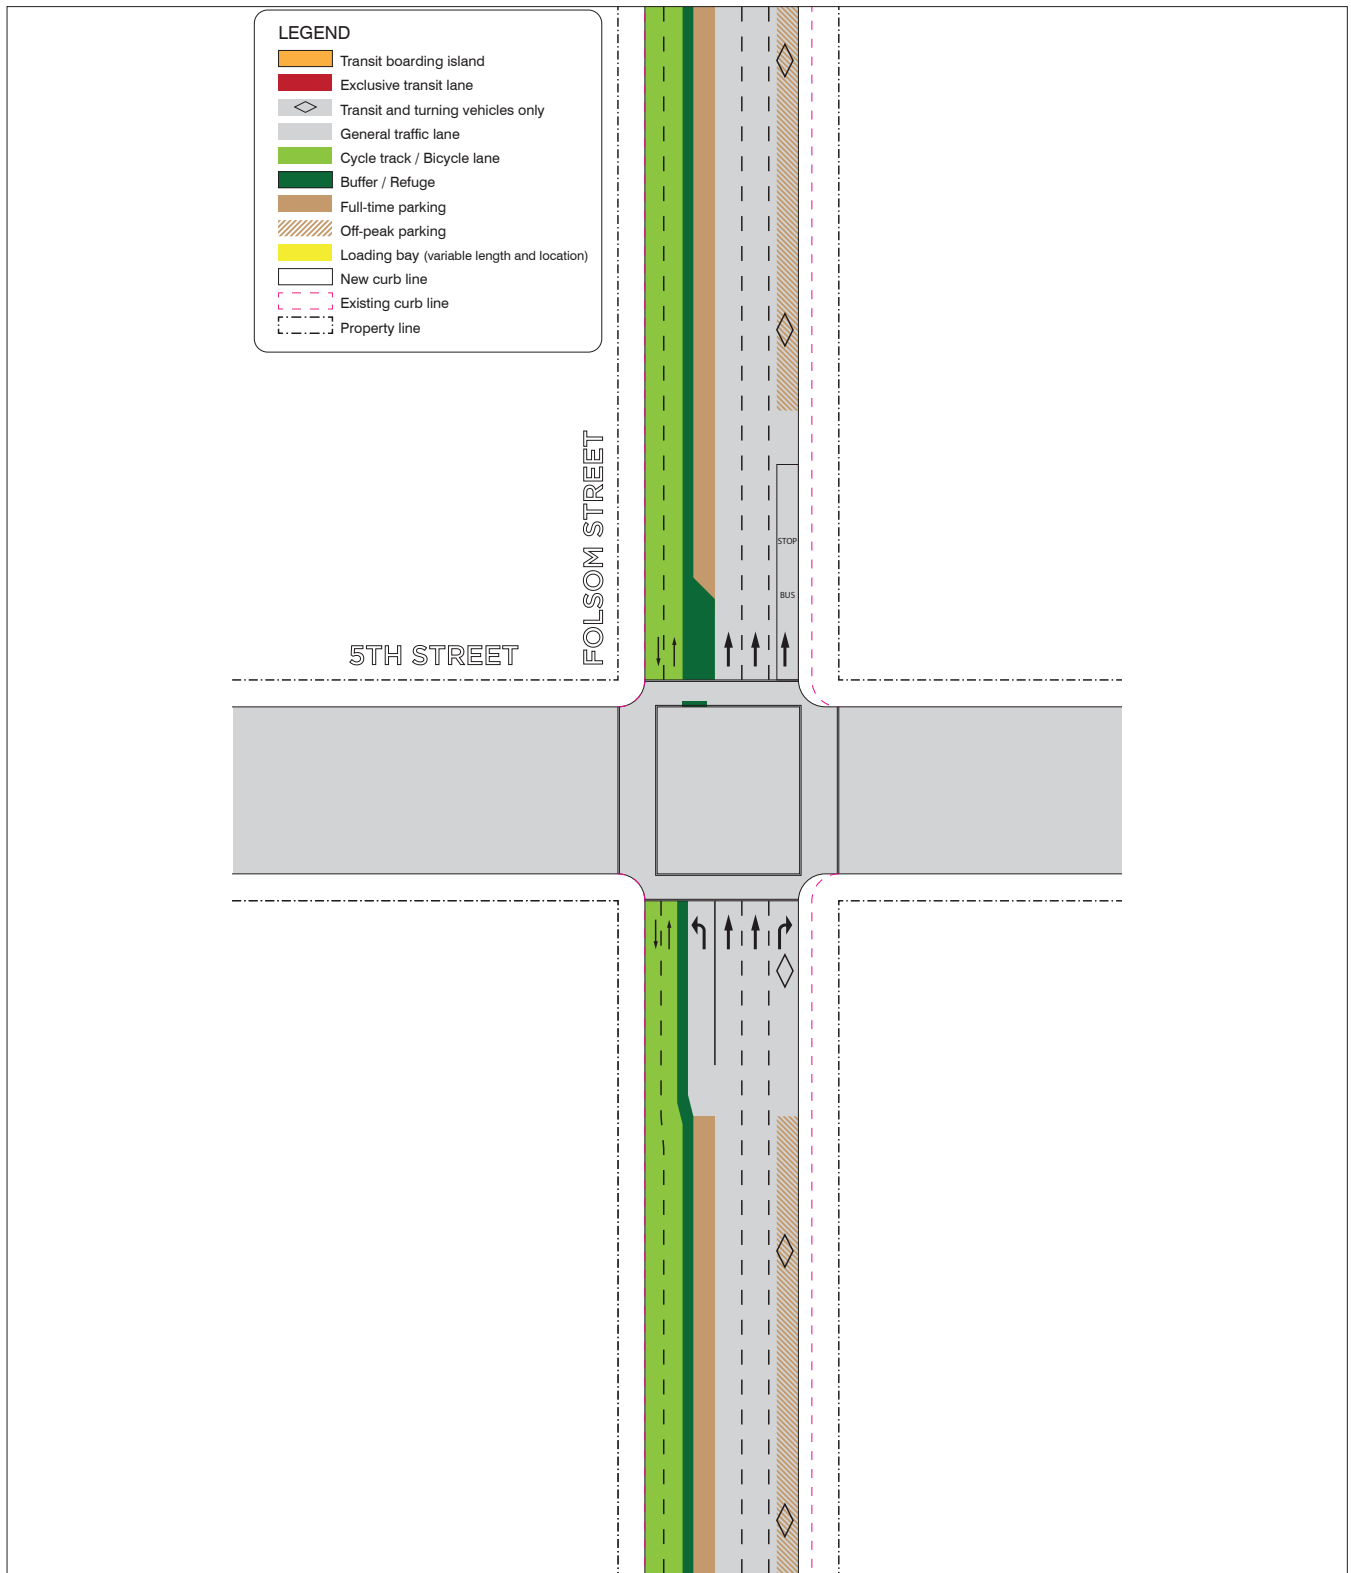 LEGEND
Transit boarding island
Exclusive transit lane
Transit and turning vehicles only
General traffic lane
Cycle track / Bicycle lane
Buffer / Refuge
Full-time parking
Off-peak parking
Loading bay (variable length and location)
New curb line
Existing curb line
Property line
FOLSOM STREET
5TH STREET
STOP
BUS